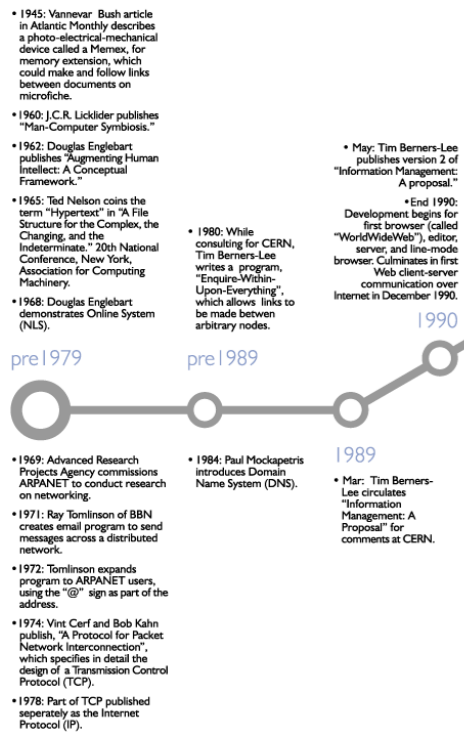 • 1945: Vannevar Bush article
in Atlantic Monthly describes
a photo-electrical-mechanical
device called a Memex, for
memory extension, which
could make and follow links
between documents on
microfiche.
• 1960: J.C.R. Licklider publishes
"Man-Computer Symbiosis."
• 1962: Douglas Englebart
publishes "Augmenting Human
Intellect: A Conceptual
Framework."
• 1965: Ted Nelson coins the
term "Hypertext" in "A File
Structure for the Complex, the
Changing, and the
Indeterminate." 20th National
Conference, New York,
Association for Computing
Machinery.
• 1968: Douglas Englebart
demonstrates Online System
(NLS).
pre1979
• 1969: Advanced Research
Projects Agency commissions
ARPANET to conduct research
on networking.
• 1971: Ray Tomlinson of BBN
creates email program to send
messages across a distributed
network.
• 1972: Tomlinson expands
program to ARPANET users,
using the "@" sign as part of the
address.
• 1974: Vint Cerf and Bob Kahn
publish, "A Protocol for Packet
Network Interconnection",
which specifies in detail the
design of a Transmission Control
Protocol (TCP).
• 1978: Part of TCP published
seperately as the Internet
Protocol (IP).
• 1980: While
consulting for CERN,
Tim Berners-Lee
writes a program,
"Enquire-Within-
Upon-Everything",
which allows links to
be made betwen
arbitrary nodes.
pre1989
• 1984: Paul Mockapetris
introduces Domain
Name System (DNS).
1989
• Mar: Tim Berners-
Lee circulates
"Information
Management: A
Proposal" for
comments at CERN.
• May: Tim Berners-Lee
publishes version 2 of
"Information Management:
A proposal."
• End 1990:
Development begins for
first browser (called
"WorldWideWeb"), editor,
server, and line-mode
browser. Culminates in first
Web client-server
communication over
Internet in December 1990.
1990